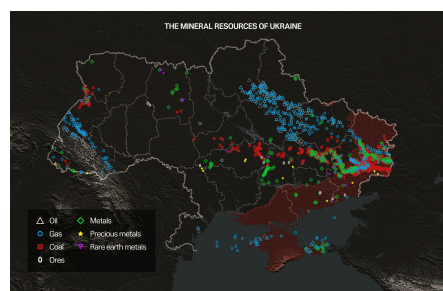 THE MINERAL RESOURCES OF UKRAINE
Oil
Gas
Coal
Ores
Metals
Precious metals
Rare earth metals